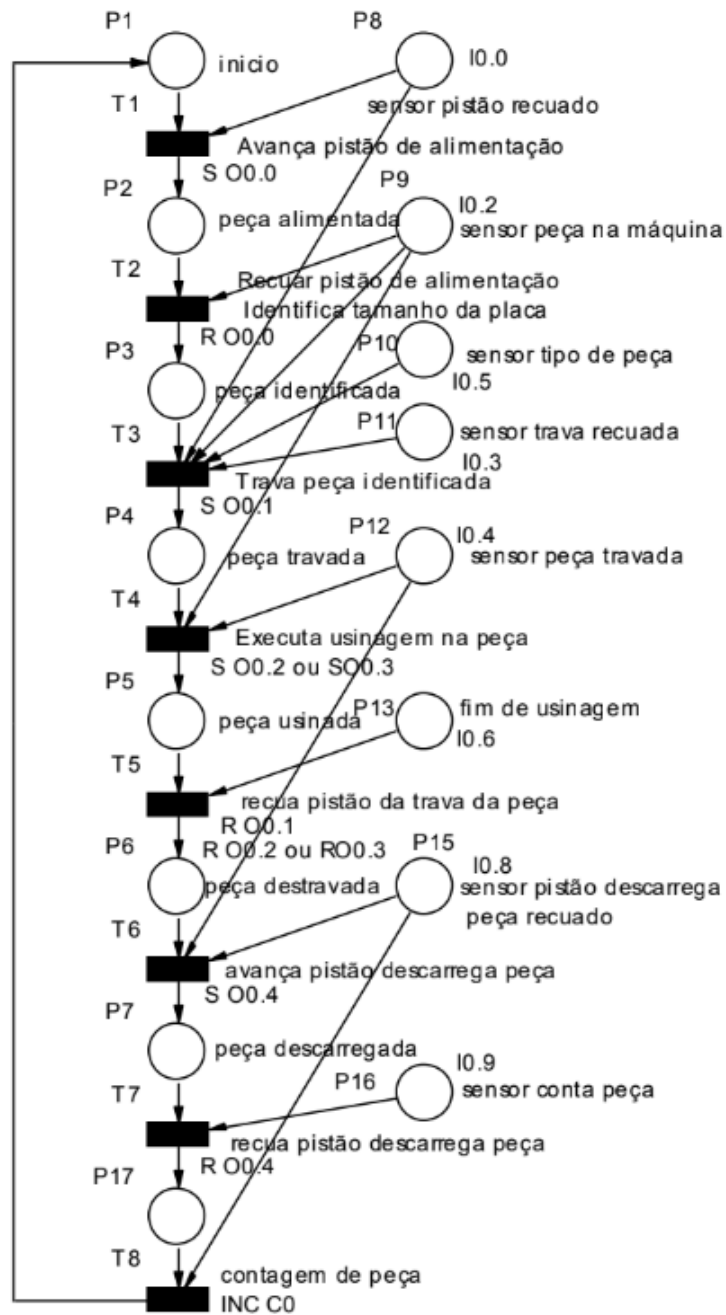 P1
P8
inicio
I0.0
T1
sensor pistão recuado
Avança pistão de alimentação
S O0.0
P2
P9
I0.2
peça alimentada
sensor peça na máquina
T2
Recuar pistão de alimentação
Identifica tamanho da placa
R O0.0
P10
P3
sensor tipo de peça
I0.5
peça identificada
P11
T3
sensor trava recuada
I0.3
Trava peça identificada
S O0.1
P4
P12
I0.4
peça travada
sensor peça travada
T4
Executa usinagem na peça
S O0.2 ou SO0.3
P5
P13
fim de usinagem
peça usinada
I0.6
T5
recua pistão da trava da peça
R O0.1
P6
R O0.2 ou RO0.3
P15
I0.8
peça destravada
sensor pistão descarrega
peça recuado
T6
avança pistão descarrega peça
S O0.4
P7
peça descarregada
I0.9
P16
sensor conta peça
T7
recua pistão descarrega peça
R O0.4
P17
T8
contagem de peça
INC C0